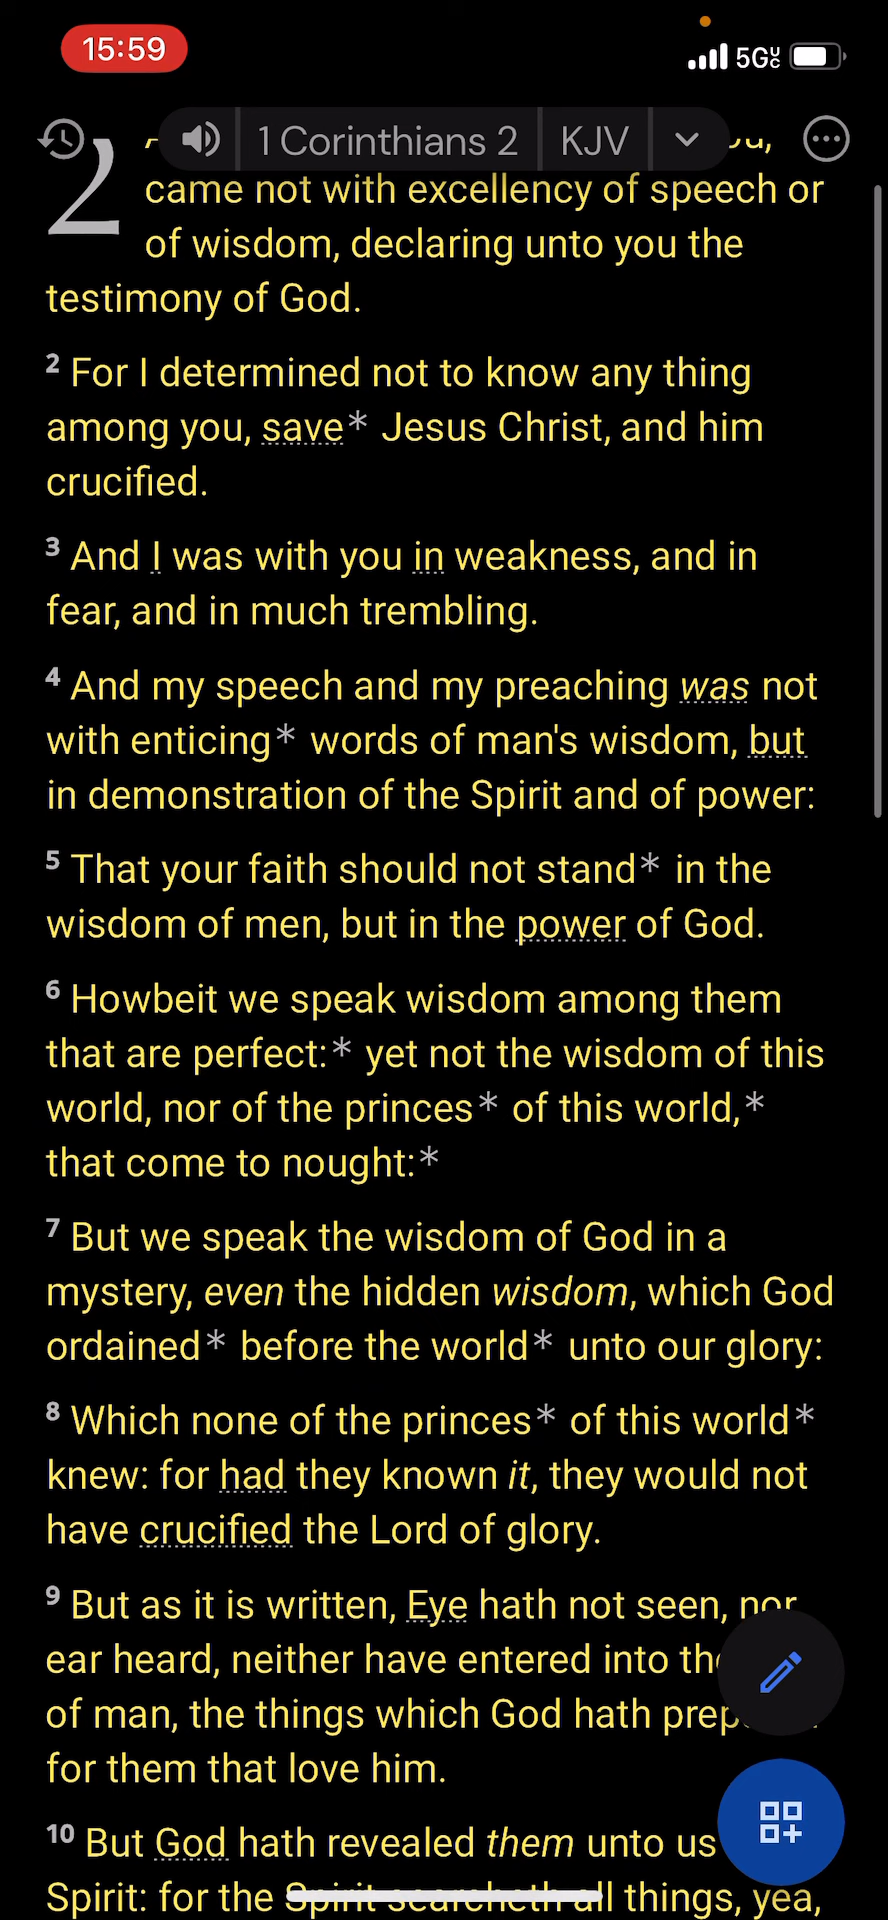 15:59
5G
1 Corinthians 2 KJV
2
came not with excellency of speech or
of wisdom, declaring unto you the
testimony of God.
2 For I determined not to know any thing
among you, save* Jesus Christ, and him
crucified.
3 And I was with you in weakness, and in
fear, and in much trembling.
4 And my speech and my preaching was not
with enticing* words of man's wisdom, but
in demonstration of the Spirit and of power:
5 That your faith should not stand* in the
wisdom of men, but in the power of God.
6 Howbeit we speak wisdom among them
that are perfect:* yet not the wisdom of this
world, nor of the princes* of this world,*
that come to nought:*
7 But we speak the wisdom of God in a
mystery, even the hidden wisdom, which God
ordained* before the world* unto our glory:
8 Which none of the princes* of this world*
knew: for had they known it, they would not
have crucified the Lord of glory.
9 But as it is written, Eye hath not seen, nor
ear heard, neither have entered into
of man, the things which God hath
for them that love him.
10 But God hath revealed them unto us
Spirit: for the Spirit searcheth all things, yea,